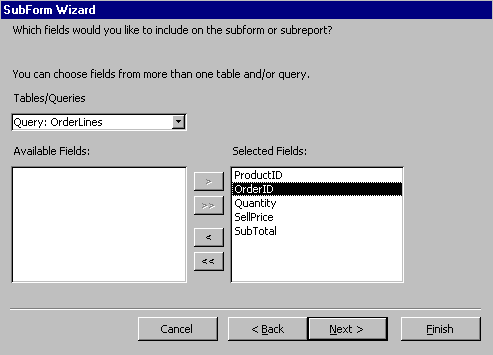 SubForm Wizard
Which fields would you like to include on the subform or subreport?
You can choose fields from more than one table and/or query.
Tables/Queries
Query: OrderLines
Available Fields:
Selected Fields:
>
>>
<
<<
ProductID
OrderID
Quantity
SellPrice
SubTotal
Cancel
< Back
Next >
Finish